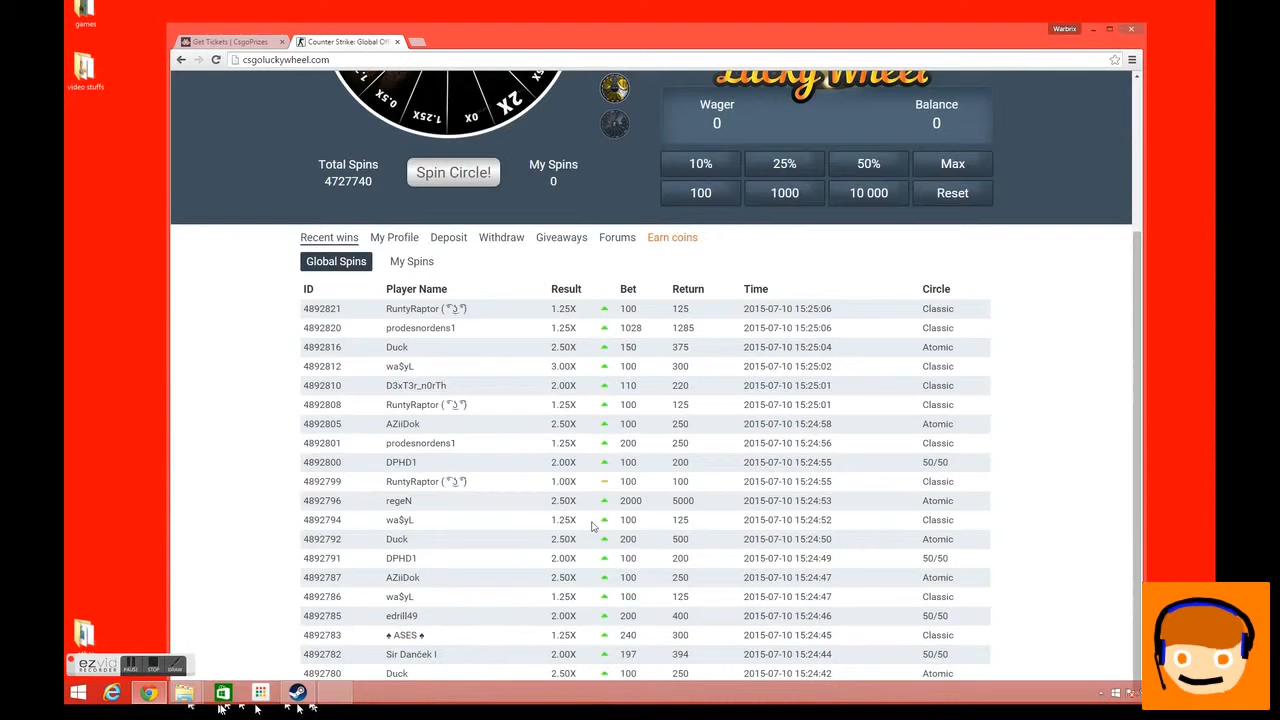 games
video stuffs
Warbrix
Get Tickets | CsgoPrizes
Counter Strike: Global Off
csgoluckywheel.com
Lucky Wheel
0.5X
1.25X
0X
2X
Wager
Balance
0
0
Total Spins
Spin Circle!
My Spins
4727740
0
10%
25%
50%
Max
100
1000
10 000
Reset
Recent wins My Profile Deposit Withdraw Giveaways Forums Earn coins
Global Spins My Spins
ID Player Name Result Bet Return Time Circle
4892821 RuntyRaptor ( ͡° ͜ʖ ͡°) 1.25X 100 125 2015-07-10 15:25:06 Classic
4892820 prodesnordens1 1.25X 1028 1285 2015-07-10 15:25:06 Classic
4892816 Duck 2.50X 150 375 2015-07-10 15:25:04 Atomic
4892812 wa$yL 3.00X 100 300 2015-07-10 15:25:02 Classic
4892810 D3xT3r_n0rTh 2.00X 110 220 2015-07-10 15:25:01 Classic
4892808 RuntyRaptor ( ͡° ͜ʖ ͡°) 1.25X 100 125 2015-07-10 15:25:01 Classic
4892805 AZiiDok 2.50X 100 250 2015-07-10 15:24:58 Atomic
4892801 prodesnordens1 1.25X 200 250 2015-07-10 15:24:56 Classic
4892800 DPHD1 2.00X 100 200 2015-07-10 15:24:55 50/50
4892799 RuntyRaptor ( ͡° ͜ʖ ͡°) 1.00X 100 100 2015-07-10 15:24:55 Classic
4892796 regeN 2.50X 2000 5000 2015-07-10 15:24:53 Atomic
4892794 wa$yL 1.25X 100 125 2015-07-10 15:24:52 Classic
4892792 Duck 2.50X 200 500 2015-07-10 15:24:50 Atomic
4892791 DPHD1 2.00X 100 200 2015-07-10 15:24:49 50/50
4892787 AZiiDok 2.50X 100 250 2015-07-10 15:24:47 Atomic
4892786 wa$yL 1.25X 100 125 2015-07-10 15:24:47 Classic
4892785 edrill49 2.00X 200 400 2015-07-10 15:24:46 50/50
4892783 ♠ ASES ♠ 1.25X 240 300 2015-07-10 15:24:45 Classic
4892782 Sir Danček I 2.00X 197 394 2015-07-10 15:24:44 50/50
4892780 Duck 2.50X 100 250 2015-07-10 15:24:42 Atomic
ezvid
RECORDER
PAUSE
STOP
DRAW